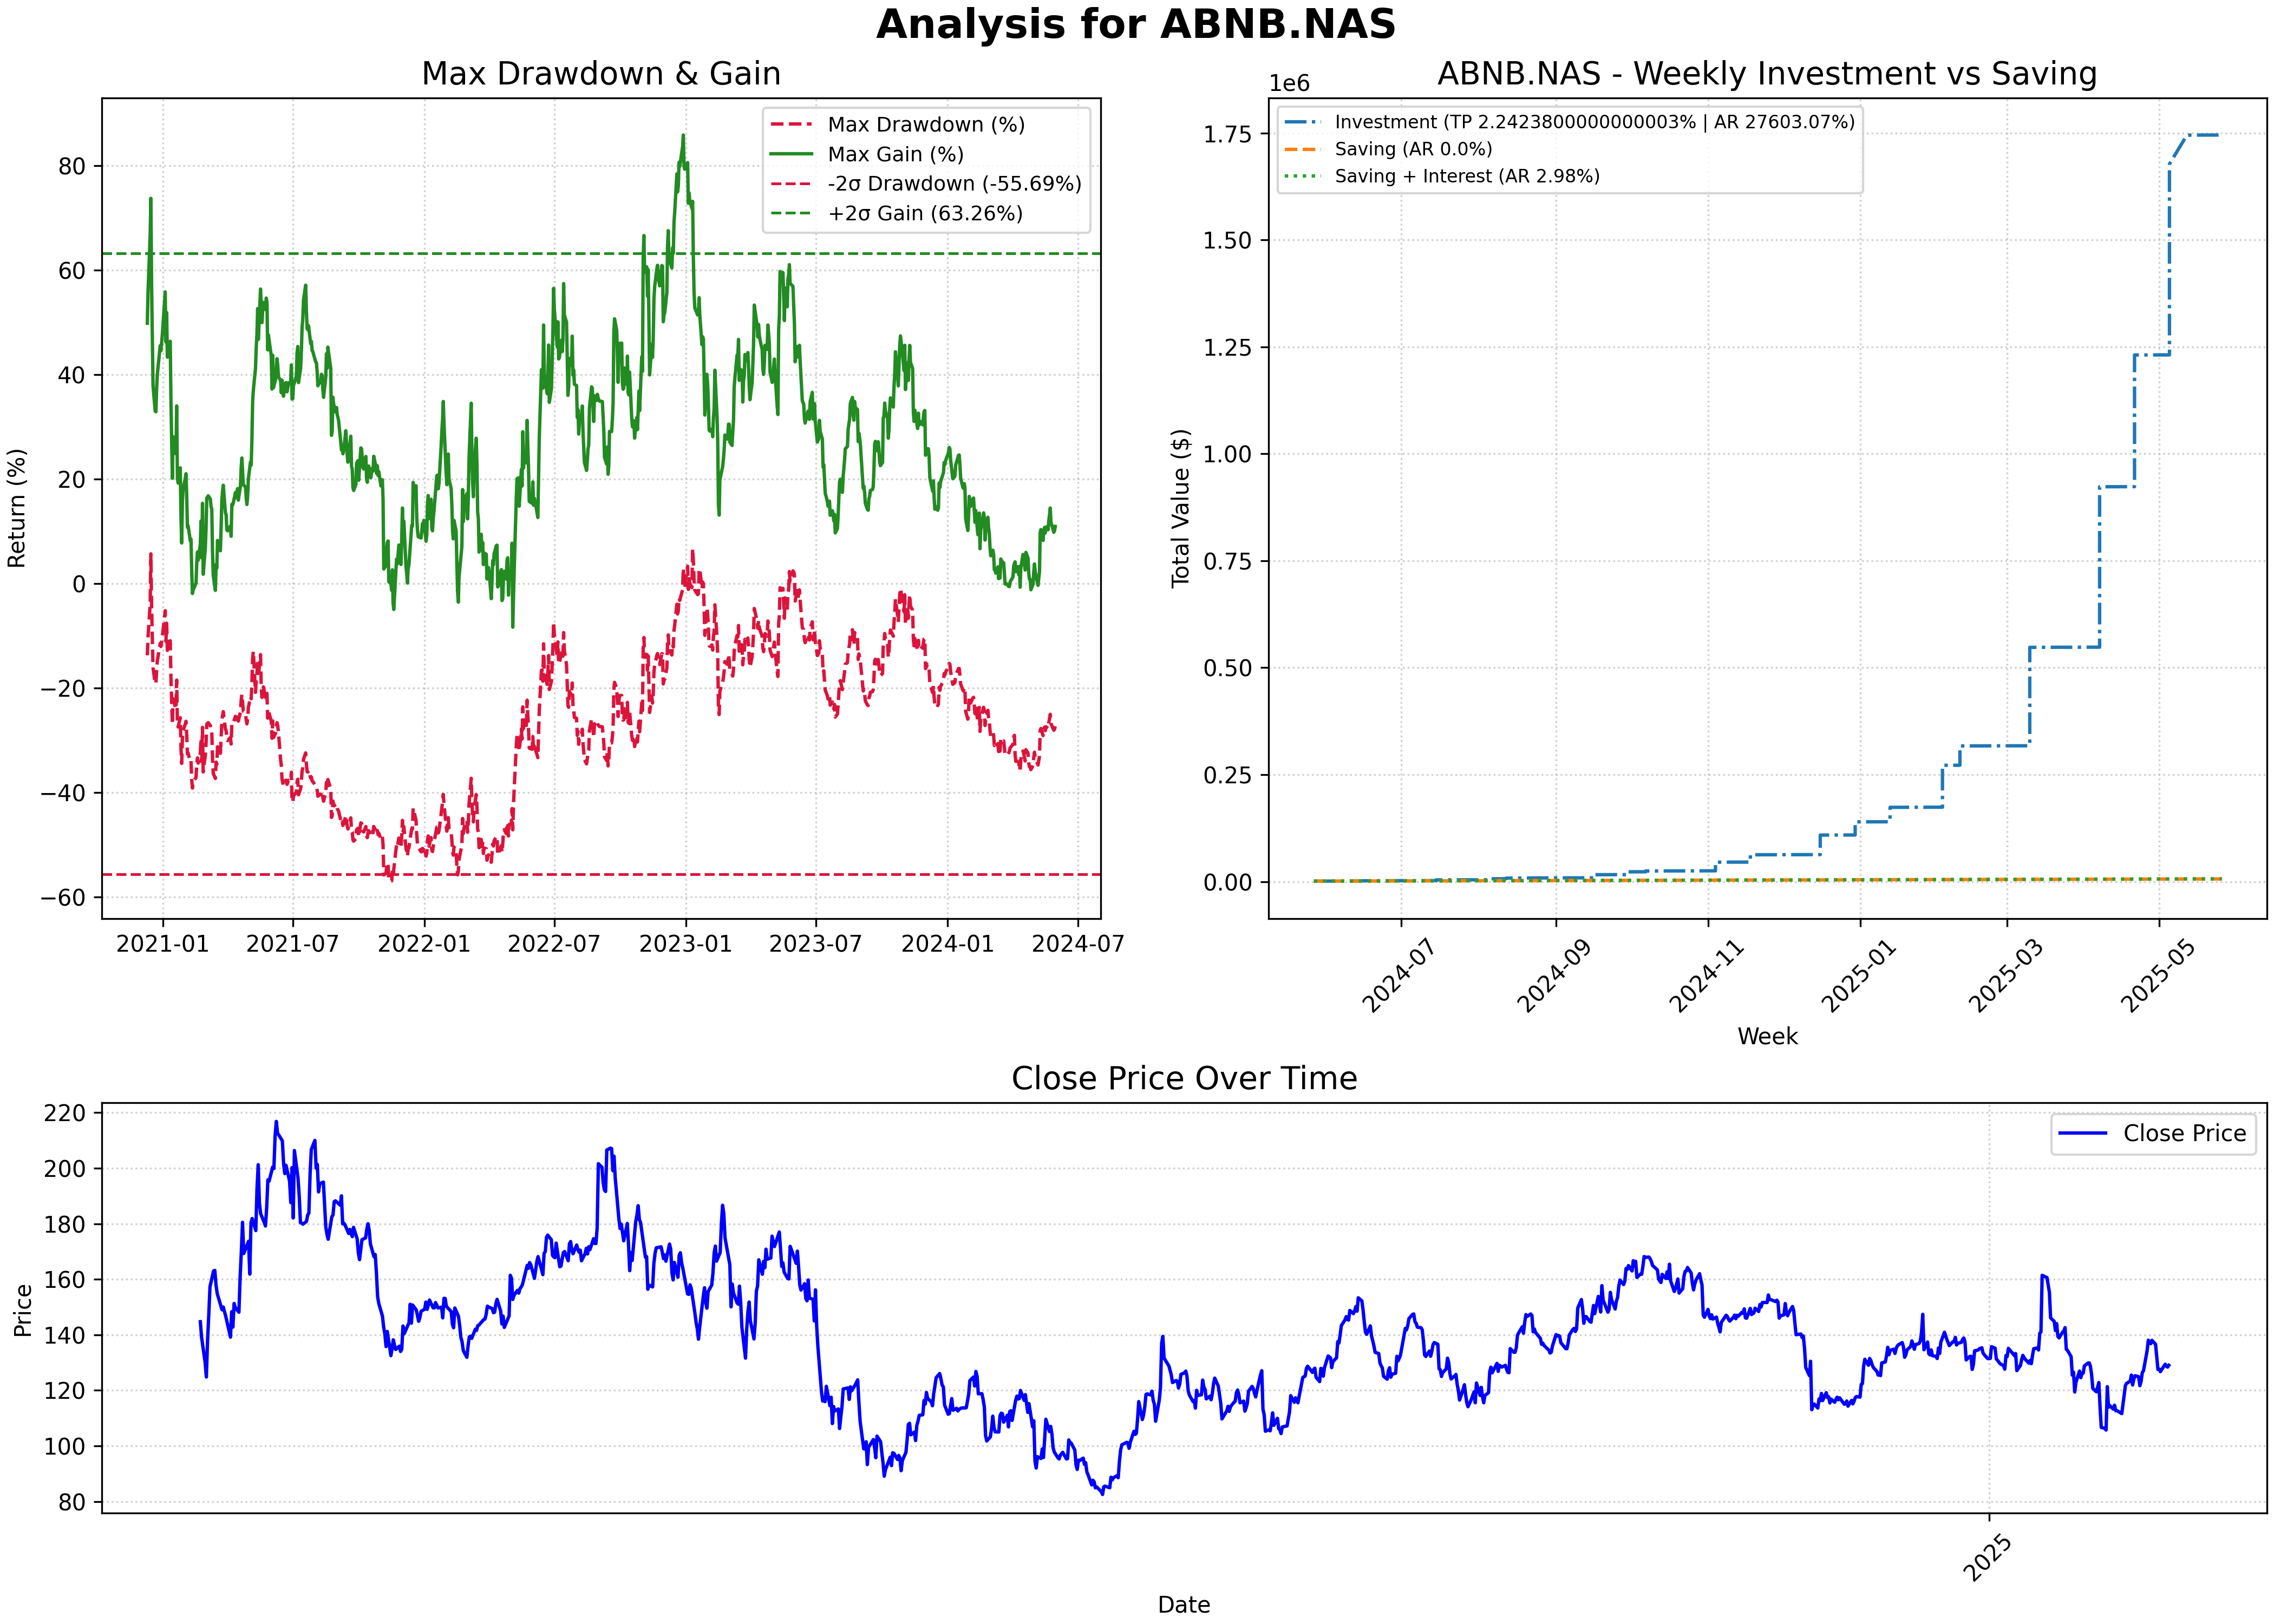 Analysis for ABNB.NAS
Max Drawdown & Gain
Return (%)
80
60
40
20
0
−20
−40
−60
2021-01
2021-07
2022-01
2022-07
2023-01
2023-07
2024-01
2024-07
Max Drawdown (%)
Max Gain (%)
-2σ Drawdown (-55.69%)
+2σ Gain (63.26%)
ABNB.NAS - Weekly Investment vs Saving
1e6
Total Value ($)
1.75
1.50
1.25
1.00
0.75
0.50
0.25
0.00
Investment (TP 2.2423800000000003% | AR 27603.07%)
Saving (AR 0.0%)
Saving + Interest (AR 2.98%)
2024-07
2024-09
2024-11
2025-01
2025-03
2025-05
Week
Close Price Over Time
Price
220
200
180
160
140
120
100
80
Close Price
2025
Date